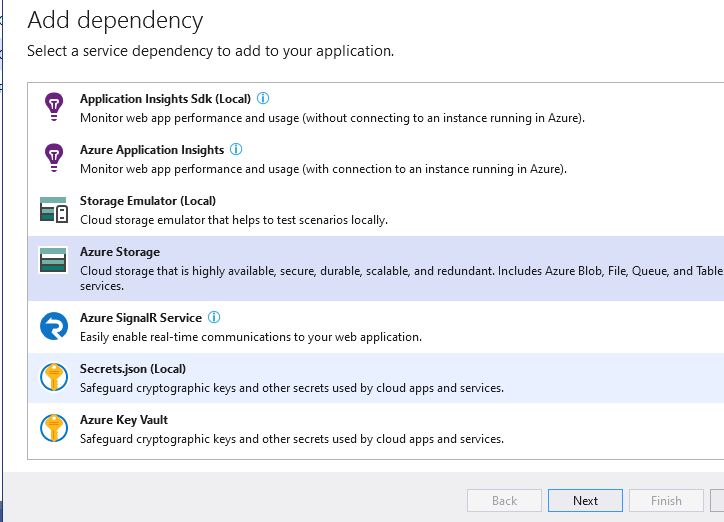 Add dependency
Select a service dependency to add to your application.
Application Insights Sdk (Local)
Monitor web app performance and usage (without connecting to an instance running in Azure).
Azure Application Insights
Monitor web app performance and usage (with connection to an instance running in Azure).
Storage Emulator (Local)
Cloud storage emulator that helps to test scenarios locally.
Azure Storage
Cloud storage that is highly available, secure, durable, scalable, and redundant. Includes Azure Blob, File, Queue, and Table
services.
Azure SignalR Service
Easily enable real-time communications to your web application.
Secrets.json (Local)
Safeguard cryptographic keys and other secrets used by cloud apps and services.
Azure Key Vault
Safeguard cryptographic keys and other secrets used by cloud apps and services.
Back Next Finish